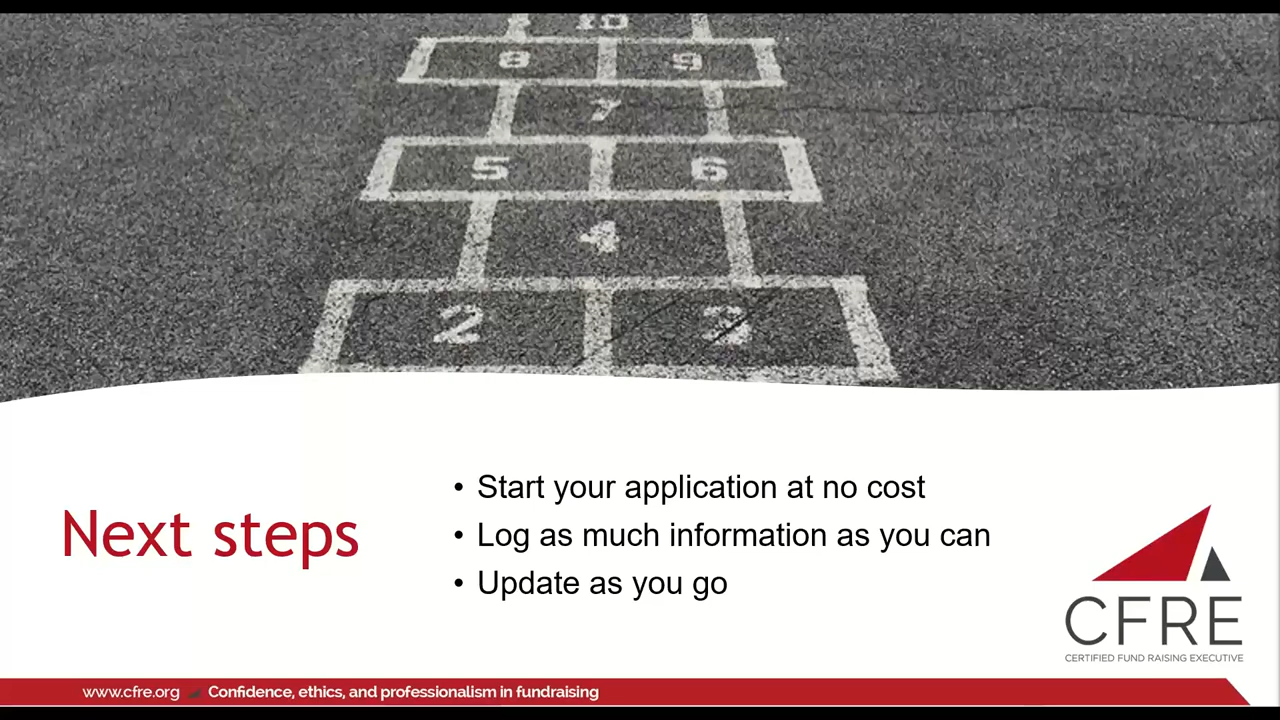 10
8 9
7
5 6
4
2 3
Next steps
• Start your application at no cost
• Log as much information as you can
• Update as you go
CFRE
CERTIFIED FUND RAISING EXECUTIVE
www.cfre.org Confidence, ethics, and professionalism in fundraising